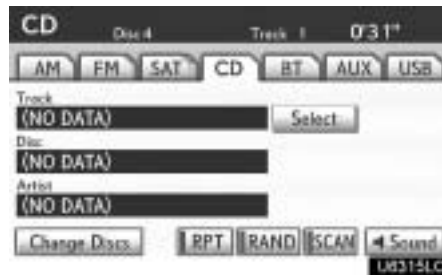 CD Disc 4 Track 1 0'31"
AM FM SAT CD BT AUX USB
Track
(NO DATA) Select
Disc
(NO DATA)
Artist
(NO DATA)
Change Discs RPT RAND SCAN Sound
U8315LC